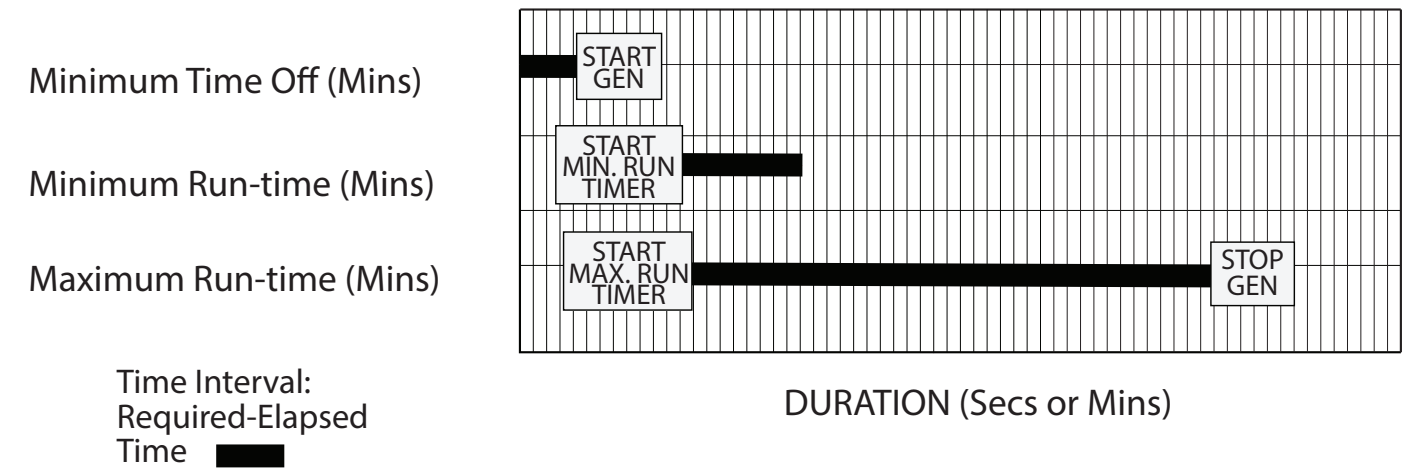 Minimum Time Off (Mins)
START
GEN
Minimum Run-time (Mins)
START
MIN. RUN
TIMER
Maximum Run-time (Mins)
START
MAX. RUN
TIMER
STOP
GEN
Time Interval:
Required-Elapsed
Time
DURATION (Secs or Mins)